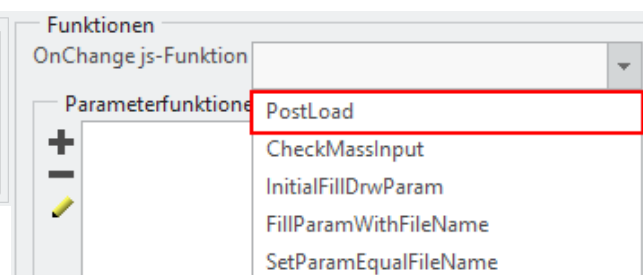 Funktionen
OnChange js-Funktion
Parameterfunktione
PostLoad
CheckMassInput
InitialFillDrwParam
FillParamWithFileName
SetParamEqualFileName